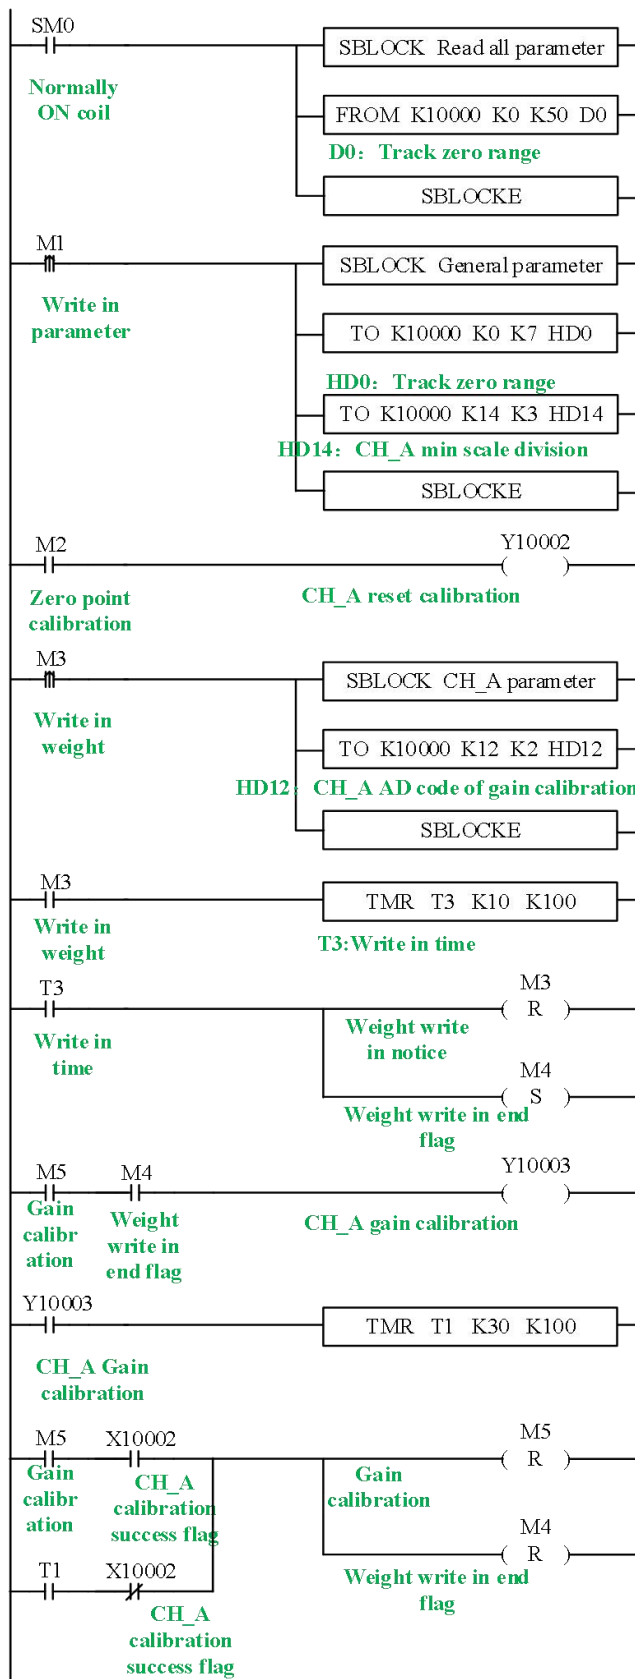 SM0
SBLOCK Read all parameter
Normally
ON coil
FROM K10000 K0 K50 D0
D0：Track zero range
SBLOCKE
M1
SBLOCK General parameter
Write in
parameter
TO K10000 K0 K7 HD0
HD0：Track zero range
TO K10000 K14 K3 HD14
HD14：CH_A min scale division
SBLOCKE
M2
Y10002
( )
Zero point
calibration
CH_A reset calibration
M3
SBLOCK CH_A parameter
Write in
weight
TO K10000 K12 K2 HD12
HD12：CH_A AD code of gain calibration
SBLOCKE
M3
TMR T3 K10 K100
Write in
weight
T3:Write in time
T3
M3
( R )
Write in
time
Weight write
in notice
M4
( S )
Weight write in end
flag
M5 M4
Y10003
( )
Gain
calibr
ation
Weight
write in
end flag
CH_A gain calibration
Y10003
TMR T1 K30 K100
CH_A Gain
calibration
M5 X10002
M5
( R )
Gain
calibr
ation
CH_A
calibration
success flag
Gain
calibration
M4
( R )
Weight write in end
flag
T1 X10002
CH_A
calibration
success flag